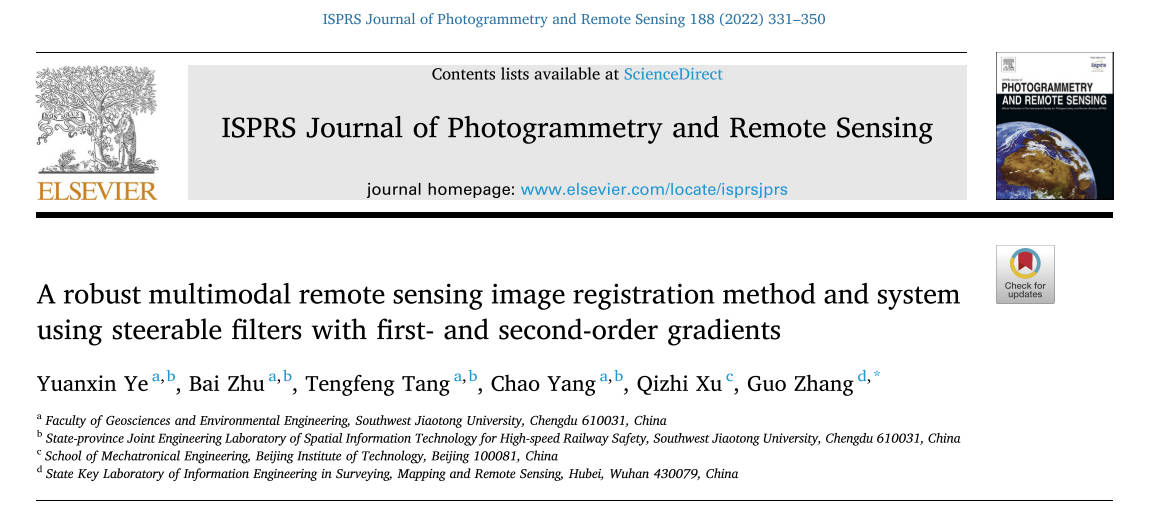 ISPRS Journal of Photogrammetry and Remote Sensing 188 (2022) 331–350
Contents lists available at ScienceDirect
ISPRS Journal of Photogrammetry and Remote Sensing
journal homepage: www.elsevier.com/locate/isprsjprs
ELSEVIER
PHOTOGRAMMETRY
AND REMOTE SENSING
Check for
updates
A robust multimodal remote sensing image registration method and system
using steerable filters with first- and second-order gradients
Yuanxin Ye a,b, Bai Zhu a,b, Tengfeng Tang a,b, Chao Yang a,b, Qizhi Xu c, Guo Zhang d,*
a Faculty of Geosciences and Environmental Engineering, Southwest Jiaotong University, Chengdu 610031, China
b State-province Joint Engineering Laboratory of Spatial Information Technology for High-speed Railway Safety, Southwest Jiaotong University, Chengdu 610031, China
c School of Mechatronical Engineering, Beijing Institute of Technology, Beijing 100081, China
d State Key Laboratory of Information Engineering in Surveying, Mapping and Remote Sensing, Hubei, Wuhan 430079, China